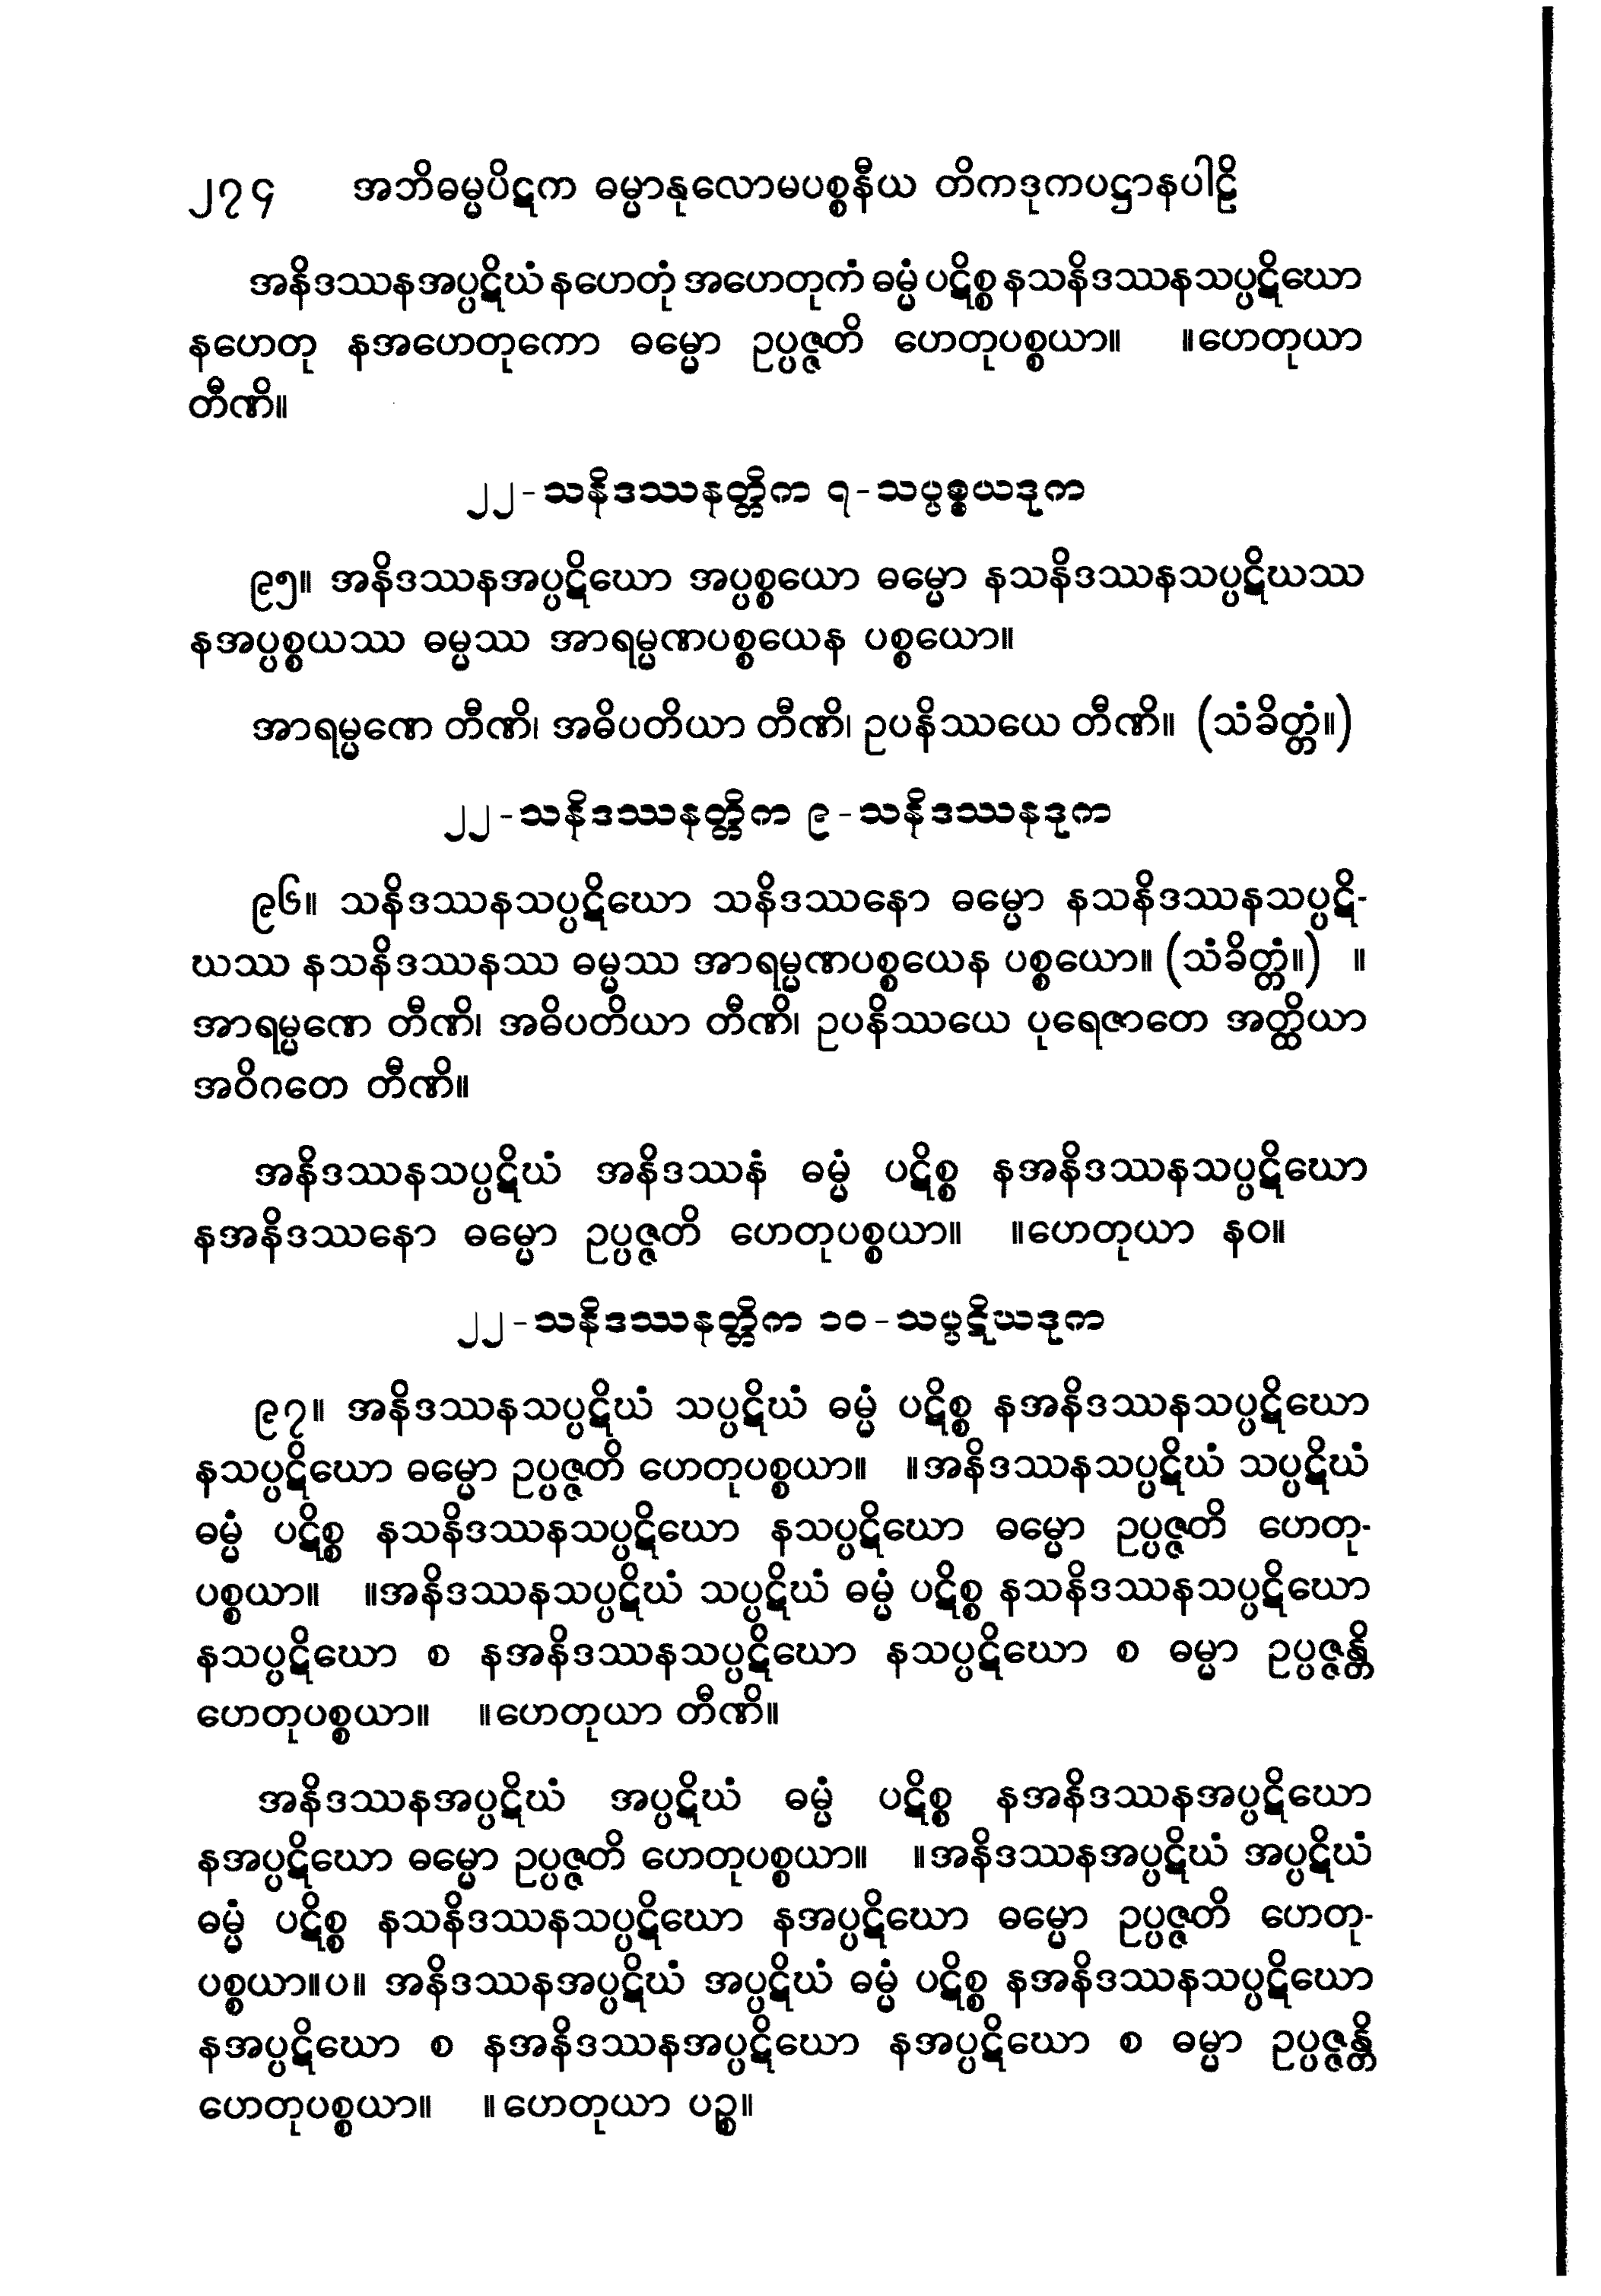 ၂၇၄ အဘိဓမ္မပိဋက ဓမ္မာနုလောမပစ္စနီယ တိကဒုကပဋ္ဌာနပါဠိ
အနိဒဿနအပ္ပဋိဃံ နဟေတုံ အဟေတုကံ ဓမ္မံ ပဋိစ္စ နသနိဒဿနသပ္ပဋိဃော
နဟေတု နအဟေတုကော ဓမ္မော ဥပ္ပဇ္ဇတိ ဟေတုပစ္စယာ။ ။ဟေတုယာ
တီဏိ။
၂၂-သနိဒဿနတ္တိက ၇-သပ္ပစ္စယဒုက
၉၅။ အနိဒဿနအပ္ပဋိဃော အပ္ပစ္စယော ဓမ္မော နသနိဒဿနသပ္ပဋိဃဿ
နအပ္ပစ္စယဿ ဓမ္မဿ အာရမ္မဏပစ္စယေန ပစ္စယော။
အာရမ္မဏေ တီဏိ၊ အဓိပတိယာ တီဏိ၊ ဥပနိဿယေ တီဏိ။ (သံခိတ္တံ။)
၂၂-သနိဒဿနတ္တိက ၉-သနိဒဿနဒုက
၉၆။ သနိဒဿနသပ္ပဋိဃော သနိဒဿနော ဓမ္မော နသနိဒဿနသပ္ပဋိ-
ဃဿ နသနိဒဿနဿ ဓမ္မဿ အာရမ္မဏပစ္စယေန ပစ္စယော။ (သံခိတ္တံ။) ။
အာရမ္မဏေ တီဏိ၊ အဓိပတိယာ တီဏိ၊ ဥပနိဿယေ ပုရေဇာတေ အတ္ထိယာ
အဝိဂတေ တီဏိ။
အနိဒဿနသပ္ပဋိဃံ အနိဒဿနံ ဓမ္မံ ပဋိစ္စ နအနိဒဿနသပ္ပဋိဃော
နအနိဒဿနော ဓမ္မော ဥပ္ပဇ္ဇတိ ဟေတုပစ္စယာ။ ။ဟေတုယာ နဝ။
၂၂-သနိဒဿနတ္တိက ၁၀-သပ္ပဋိဃဒုက
၉၇။ အနိဒဿနသပ္ပဋိဃံ သပ္ပဋိဃံ ဓမ္မံ ပဋိစ္စ နအနိဒဿနသပ္ပဋိဃော
နသပ္ပဋိဃော ဓမ္မော ဥပ္ပဇ္ဇတိ ဟေတုပစ္စယာ။ ။အနိဒဿနသပ္ပဋိဃံ သပ္ပဋိဃံ
ဓမ္မံ ပဋိစ္စ နသနိဒဿနသပ္ပဋိဃော နသပ္ပဋိဃော ဓမ္မော ဥပ္ပဇ္ဇတိ ဟေတု-
ပစ္စယာ။ ။အနိဒဿနသပ္ပဋိဃံ သပ္ပဋိဃံ ဓမ္မံ ပဋိစ္စ နသနိဒဿနသပ္ပဋိဃော
နသပ္ပဋိဃော စ နအနိဒဿနသပ္ပဋိဃော နသပ္ပဋိဃော စ ဓမ္မာ ဥပ္ပဇ္ဇန္တိ
ဟေတုပစ္စယာ။ ။ဟေတုယာ တီဏိ။
အနိဒဿနအပ္ပဋိဃံ အပ္ပဋိဃံ ဓမ္မံ ပဋိစ္စ နအနိဒဿနအပ္ပဋိဃော
နအပ္ပဋိဃော ဓမ္မော ဥပ္ပဇ္ဇတိ ဟေတုပစ္စယာ။ ။အနိဒဿနအပ္ပဋိဃံ အပ္ပဋိဃံ
ဓမ္မံ ပဋိစ္စ နသနိဒဿနသပ္ပဋိဃော နအပ္ပဋိဃော ဓမ္မော ဥပ္ပဇ္ဇတိ ဟေတု-
ပစ္စယာ။ပ။ အနိဒဿနအပ္ပဋိဃံ အပ္ပဋိဃံ ဓမ္မံ ပဋိစ္စ နအနိဒဿနသပ္ပဋိဃော
နအပ္ပဋိဃော စ နအနိဒဿနအပ္ပဋိဃော နအပ္ပဋိဃော စ ဓမ္မာ ဥပ္ပဇ္ဇန္တိ
ဟေတုပစ္စယာ။ ။ဟေတုယာ ပဉ္စ။